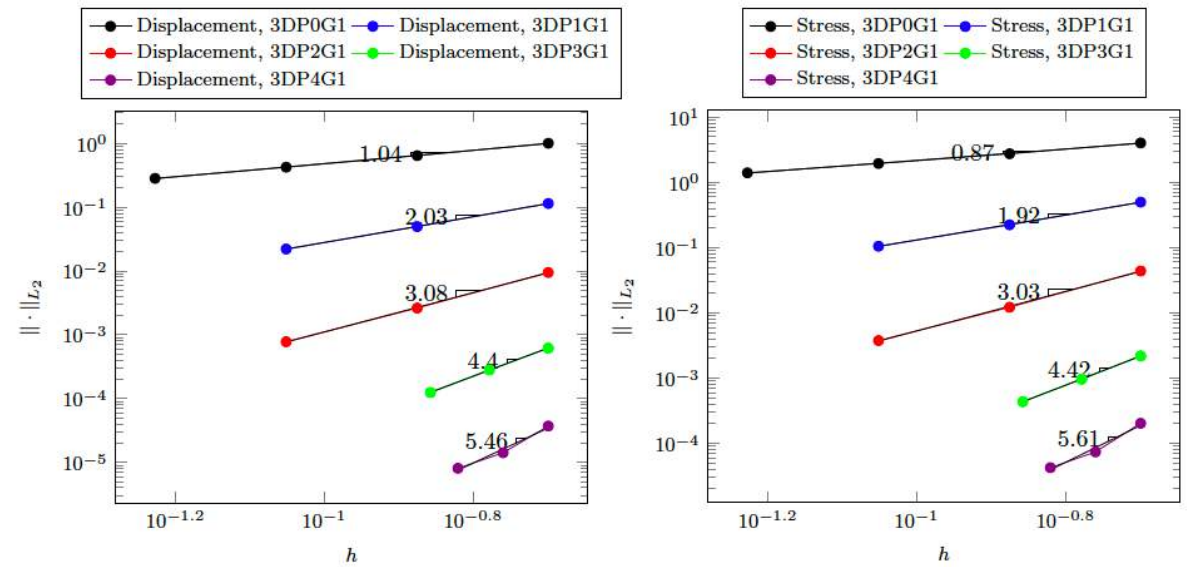 Displacement, 3DP0G1 Displacement, 3DP1G1
Displacement, 3DP2G1 Displacement, 3DP3G1
Displacement, 3DP4G1
10^0
10^-1
10^-2
10^-3
10^-4
10^-5
|| · ||_{L_2}
1.04
2.03
3.08
4.4
5.46
10^-1.2 10^-1 10^-0.8
h
Stress, 3DP0G1 Stress, 3DP1G1
Stress, 3DP2G1 Stress, 3DP3G1
Stress, 3DP4G1
10^1
10^0
10^-1
10^-2
10^-3
10^-4
|| · ||_{L_2}
0.87
1.92
3.03
4.42
5.61
10^-1.2 10^-1 10^-0.8
h